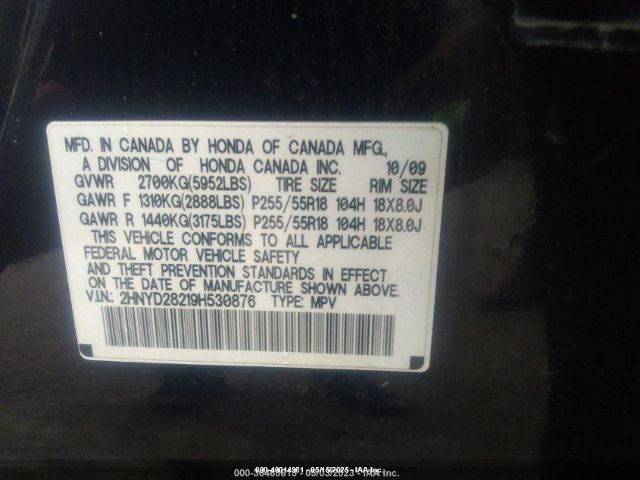 MFD. IN CANADA BY HONDA OF CANADA MFG.,
A DIVISION OF HONDA CANADA INC. 10/09
GVWR 2700KG(5952LBS) TIRE SIZE RIM SIZE
GAWR F 1310KG(2888LBS) P255/55R18 104H 18X8.0J
GAWR R 1440KG(3175LBS) P255/55R18 104H 18X8.0J
THIS VEHICLE CONFORMS TO ALL APPLICABLE
FEDERAL MOTOR VEHICLE SAFETY
AND THEFT PREVENTION STANDARDS IN EFFECT
ON THE DATE OF MANUFACTURE SHOWN ABOVE.
V.I.N.: 2HNYD28219H530876 TYPE: MPV